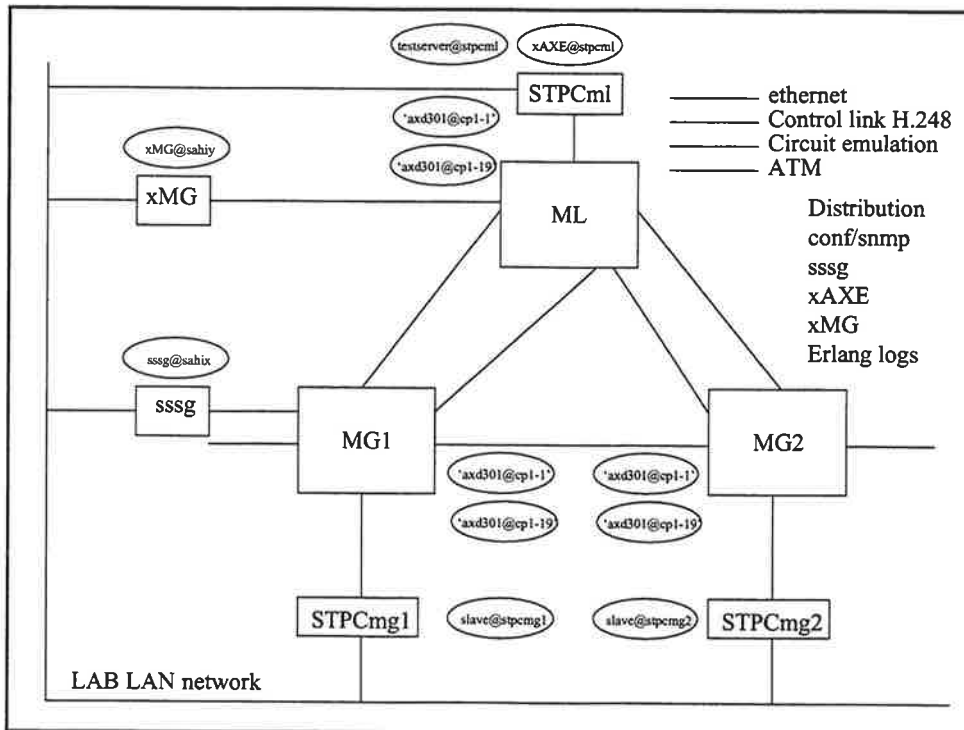 testserver@stpcml
xAXE@stpcml
STPCml
ethernet
Control link H.248
Circuit emulation
ATM
'axd301@cp1-1'
'axd301@cp1-19'
xMG@sahiy
xMG
ML
Distribution
conf/snmp
sssg
xAXE
xMG
Erlang logs
sssg@sahix
sssg
MG1
MG2
'axd301@cp1-1'
'axd301@cp1-1'
'axd301@cp1-19'
'axd301@cp1-19'
STPCmg1
slave@stpcmg1
slave@stpcmg2
STPCmg2
LAB LAN network